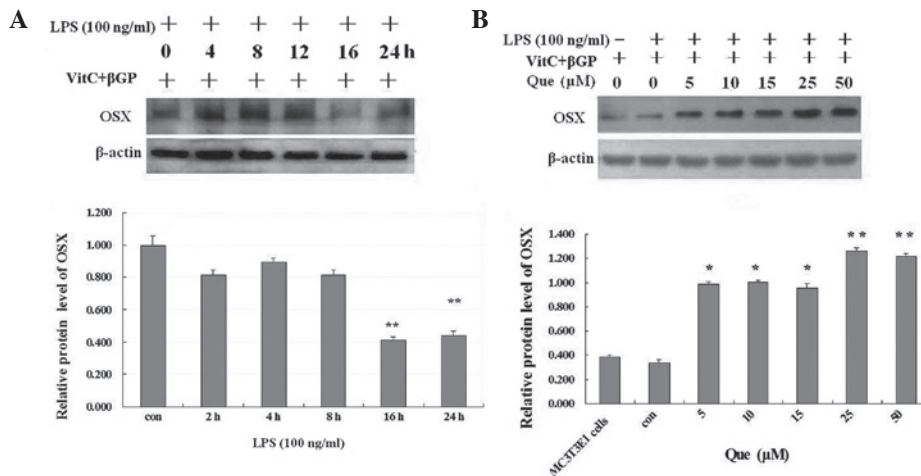 A
LPS (100 ng/ml) + + + + + +
0 4 8 12 16 24 h
VitC+βGP + + + + + +
OSX
β-actin
Relative protein level of OSX
1.200
1.000
0.800
0.600
0.400
0.200
0.000
** **
con 2 h 4 h 8 h 16 h 24 h
LPS (100 ng/ml)
B
LPS (100 ng/ml) − + + + + + +
VitC+βGP + + + + + + +
Que (μM) 0 0 5 10 15 25 50
OSX
β-actin
Relative protein level of OSX
1.400
1.200
1.000
0.800
0.600
0.400
0.200
0.000
* * * ** **
MC3T3E1 cells con 5 10 15 25 50
Que (μM)